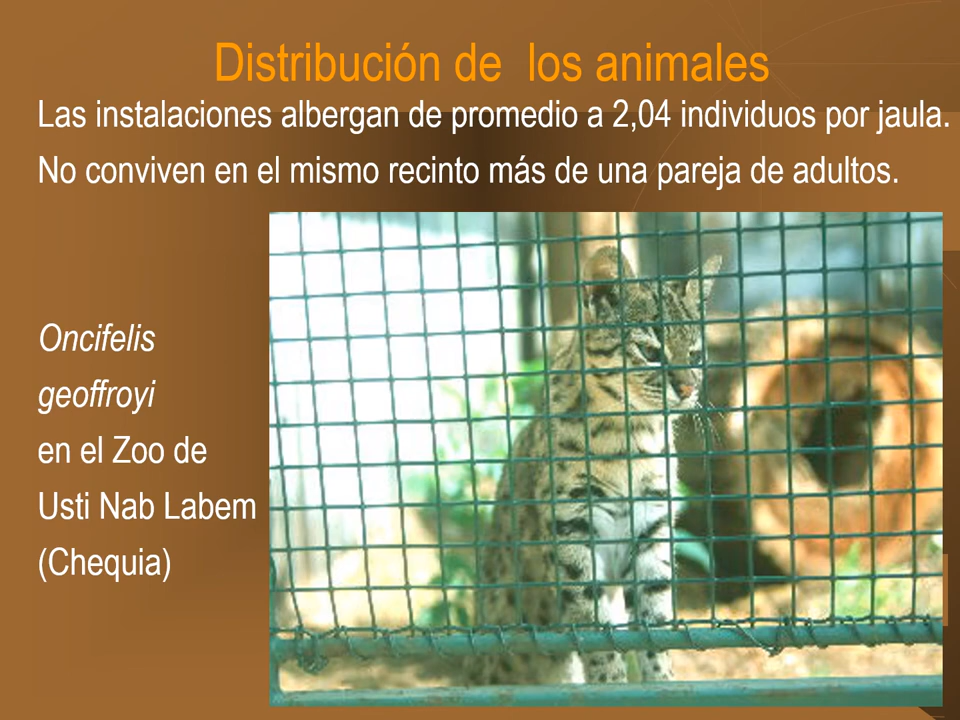 Distribución de los animales
Las instalaciones albergan de promedio a 2,04 individuos por jaula.
No conviven en el mismo recinto más de una pareja de adultos.
Oncifelis
geoffroyi
en el Zoo de
Usti Nab Labem
(Chequia)